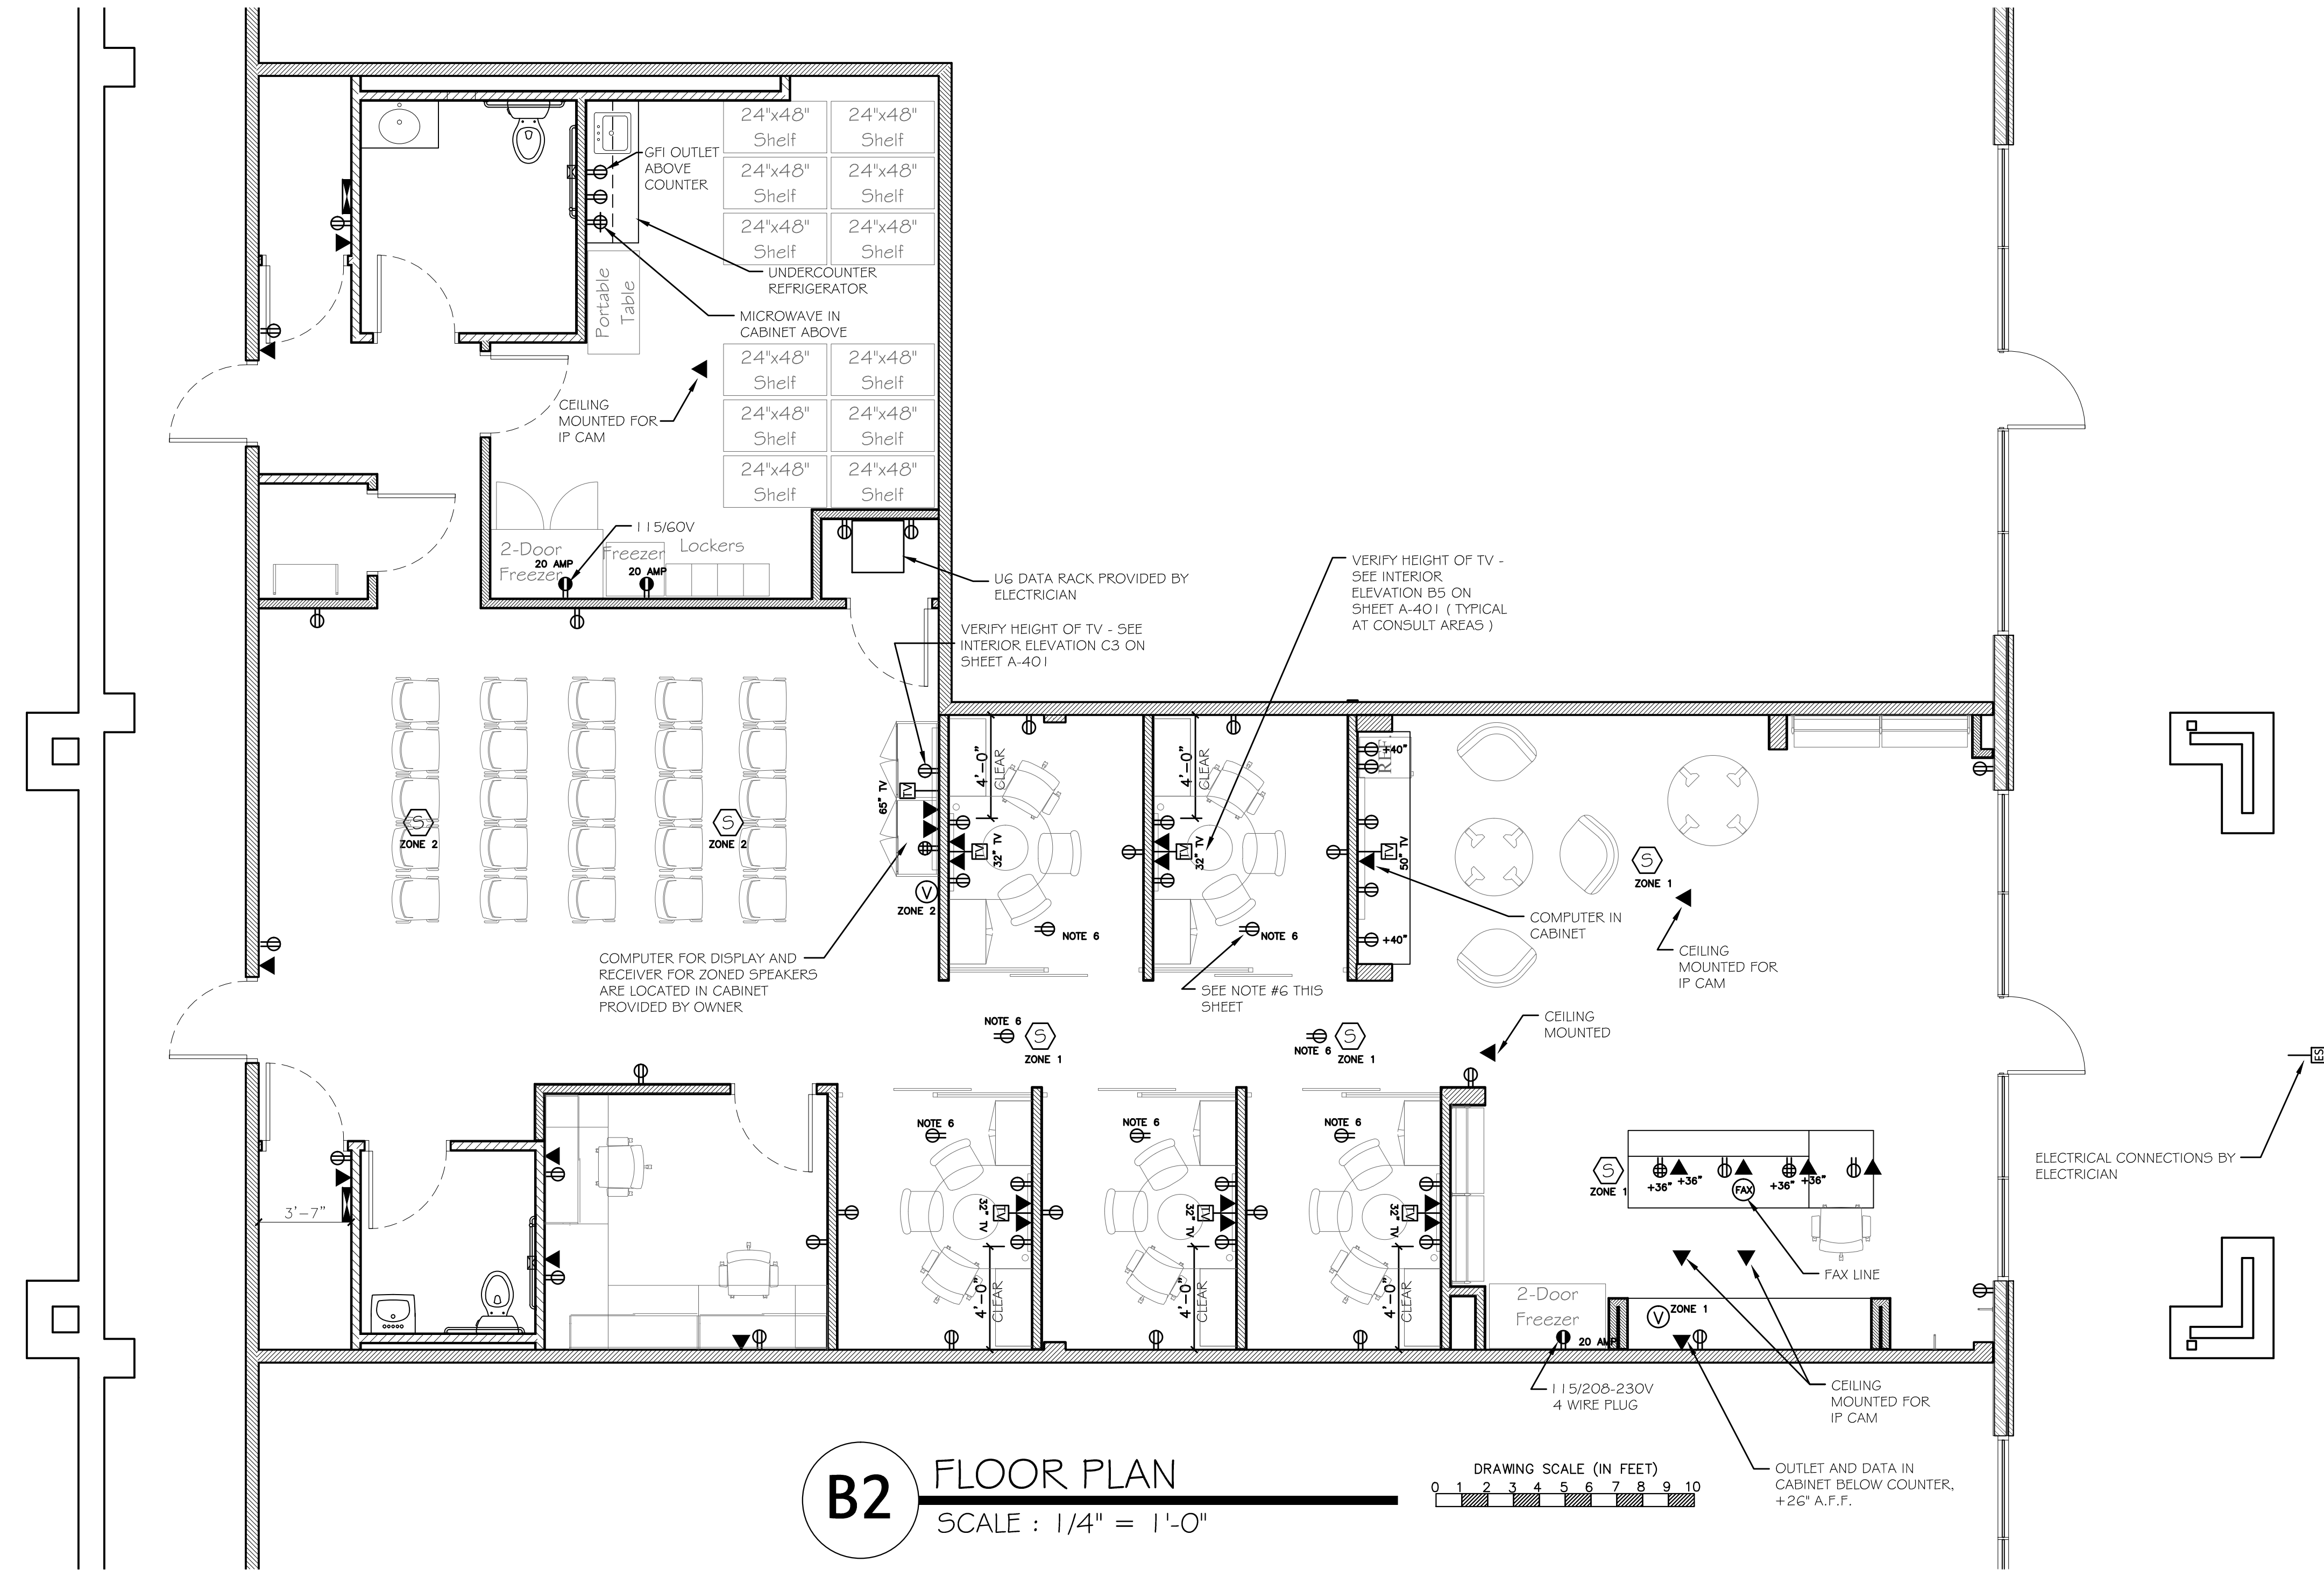 24"x48"
Shelf
24"x48"
Shelf
24"x48"
Shelf
24"x48"
Shelf
24"x48"
Shelf
24"x48"
Shelf
GFI OUTLET
ABOVE
COUNTER
UNDERCOUNTER
REFRIGERATOR
Portable
Table
MICROWAVE IN
CABINET ABOVE
24"x48"
Shelf
24"x48"
Shelf
24"x48"
Shelf
24"x48"
Shelf
24"x48"
Shelf
24"x48"
Shelf
CEILING
MOUNTED FOR
IP CAM
115/60V
2-Door
Freezer
20 AMP
Freezer
20 AMP
Lockers
U6 DATA RACK PROVIDED BY
ELECTRICIAN
VERIFY HEIGHT OF TV - SEE
INTERIOR ELEVATION C3 ON
SHEET A-401
VERIFY HEIGHT OF TV -
SEE INTERIOR
ELEVATION B5 ON
SHEET A-401 ( TYPICAL
AT CONSULT AREAS )
S
ZONE 2
S
ZONE 2
65" TV
TV
V
ZONE 2
4'-0"
CLEAR
TV
32" TV
NOTE 6
4'-0"
CLEAR
TV
32" TV
NOTE 6
REF.
+40"
TV
50" TV
+40"
S
ZONE 1
COMPUTER IN
CABINET
CEILING
MOUNTED FOR
IP CAM
COMPUTER FOR DISPLAY AND
RECEIVER FOR ZONED SPEAKERS
ARE LOCATED IN CABINET
PROVIDED BY OWNER
SEE NOTE #6 THIS
SHEET
NOTE 6
S
ZONE 1
NOTE 6
S
ZONE 1
CEILING
MOUNTED
ES
ELECTRICAL CONNECTIONS BY
ELECTRICIAN
3'-7"
NOTE 6
TV
32" TV
4'-0"
CLEAR
NOTE 6
TV
32" TV
4'-0"
CLEAR
NOTE 6
TV
32" TV
4'-0"
CLEAR
S
ZONE 1
+36"
+36"
FAX
+36"
+36"
FAX LINE
2-Door
Freezer
20 AMP
V
ZONE 1
115/208-230V
4 WIRE PLUG
CEILING
MOUNTED FOR
IP CAM
OUTLET AND DATA IN
CABINET BELOW COUNTER,
+26" A.F.F.
B2
FLOOR PLAN
SCALE : 1/4" = 1'-0"
DRAWING SCALE (IN FEET)
0 1 2 3 4 5 6 7 8 9 10